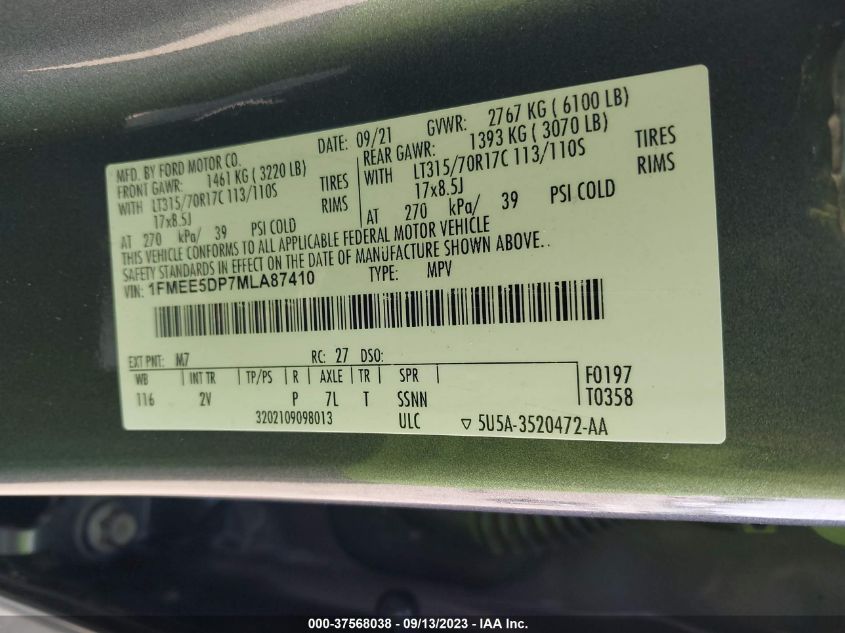 MFD. BY FORD MOTOR CO.
DATE: 09/21 GVWR: 2767 KG ( 6100 LB)
FRONT GAWR: 1461 KG ( 3220 LB)
REAR GAWR: 1393 KG ( 3070 LB)
WITH LT315/70R17C 113/110S TIRES
WITH LT315/70R17C 113/110S TIRES
17x8.5J RIMS
17x8.5J RIMS
AT 270 kPa/ 39 PSI COLD
AT 270 kPa/ 39 PSI COLD
THIS VEHICLE CONFORMS TO ALL APPLICABLE FEDERAL MOTOR VEHICLE
SAFETY STANDARDS IN EFFECT ON THE DATE OF MANUFACTURE SHOWN ABOVE..
VIN: 1FMEE5DP7MLA87410 TYPE: MPV
EXT PNT: M7 RC: 27 DSO:
WB INT TR TP/PS R AXLE TR SPR
116 2V P 7L T SSNN
F0197
T0358
3202109098013 ULC ▽ 5U5A-3520472-AA
000-37568038 - 09/13/2023 - IAA Inc.